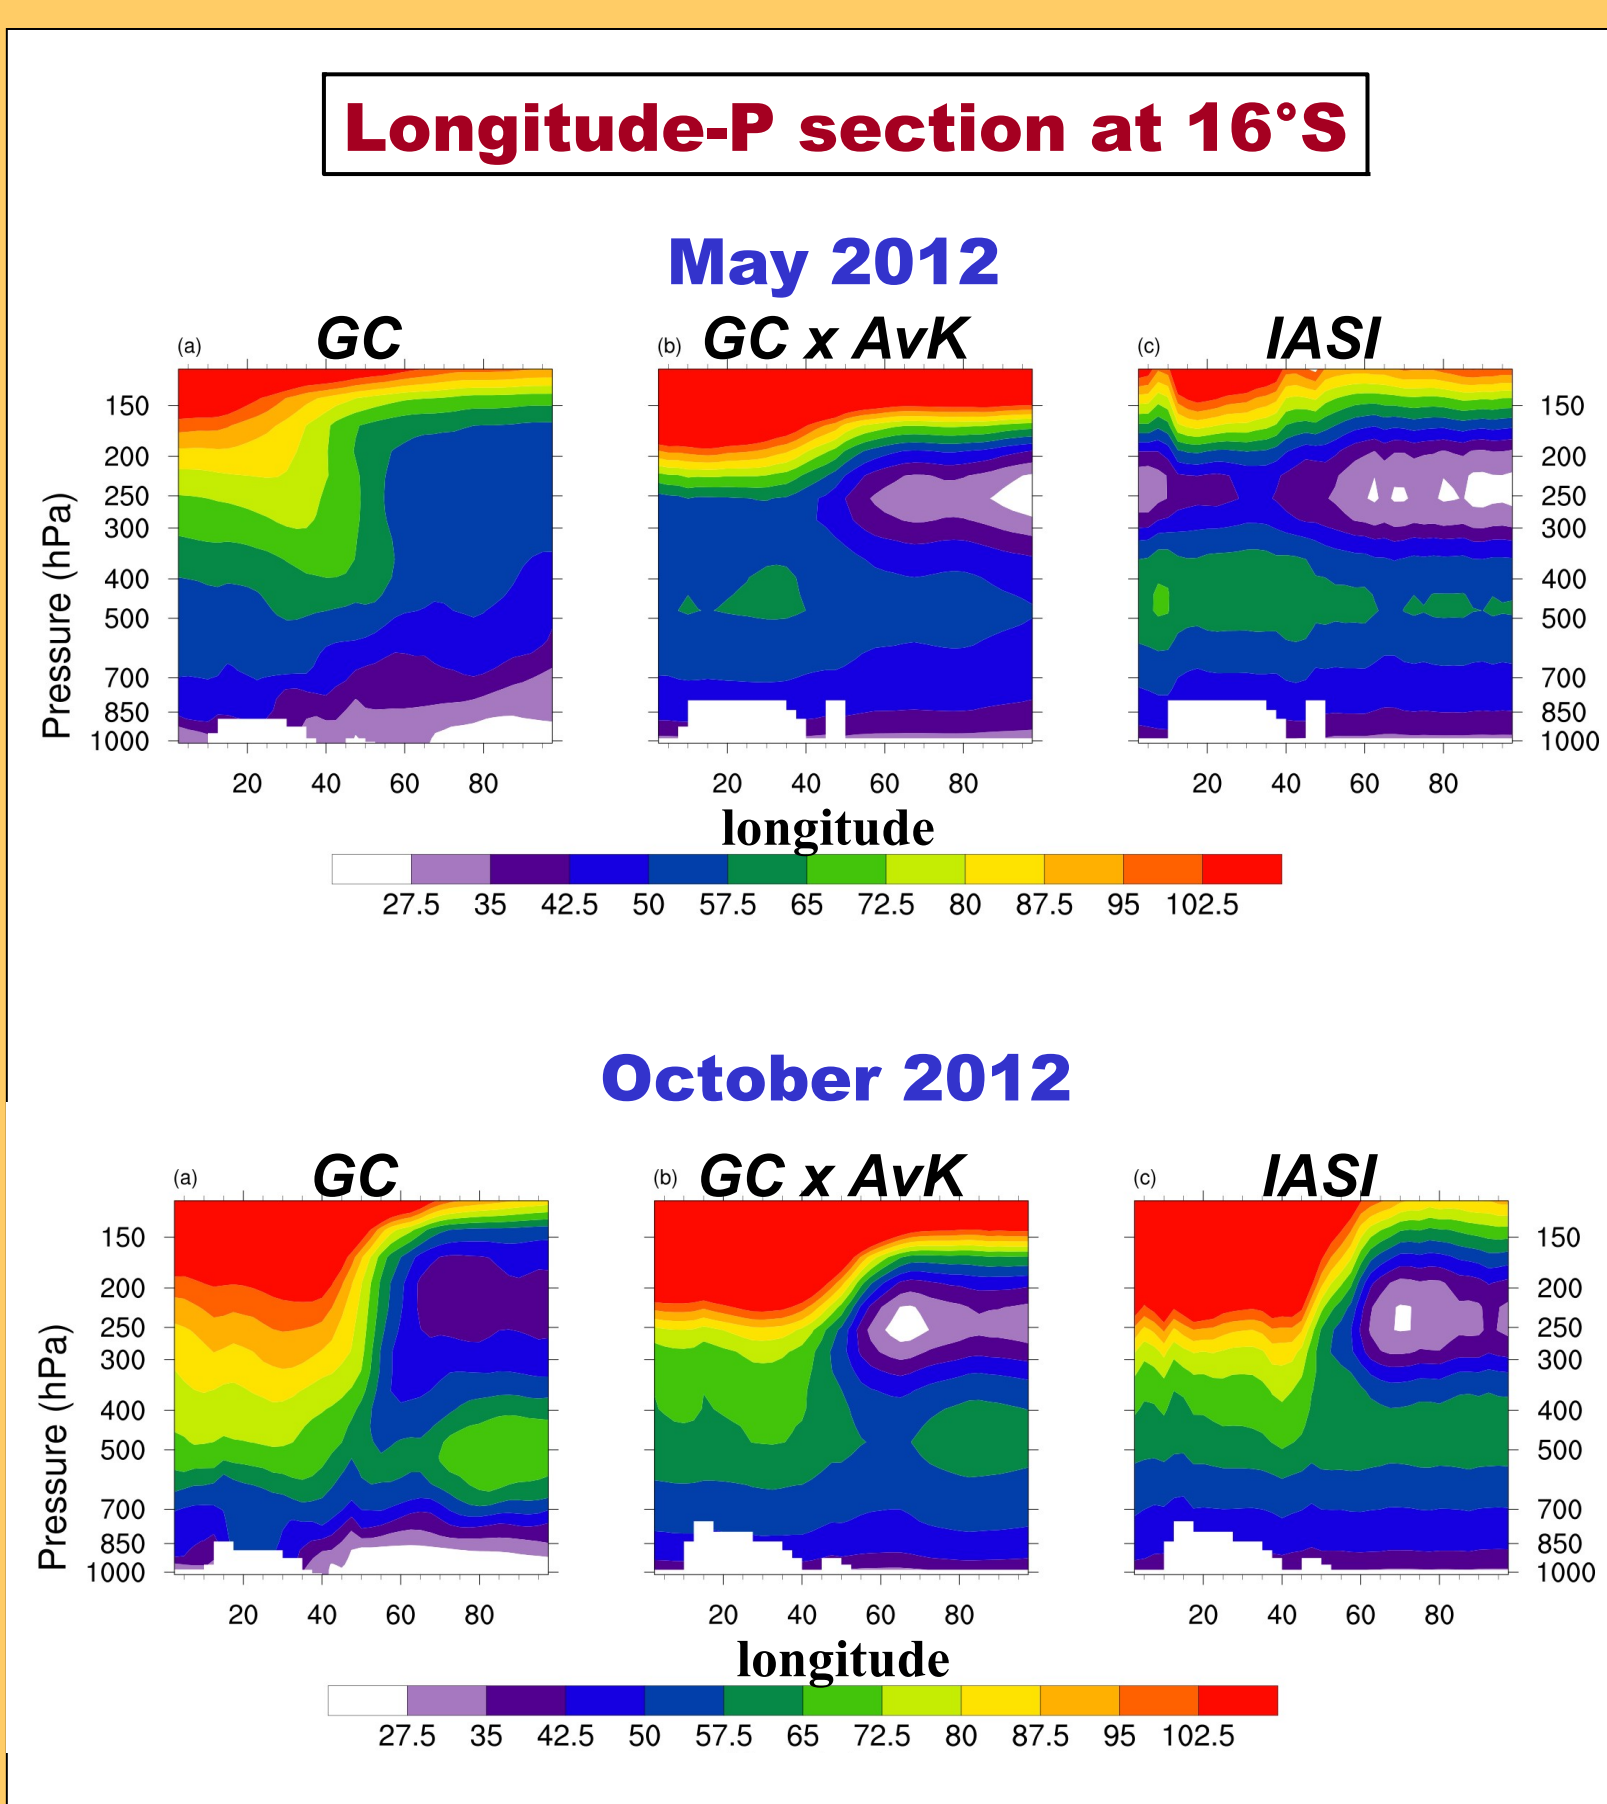 Longitude-P section at 16°S
May 2012
(a) GC
(b) GC x AvK
(c) IASI
Pressure (hPa)
150 150
200 200
250 250
300 300
400 400
500 500
700 700
850 850
1000 1000
20 40 60 80 20 40 60 80 20 40 60 80
longitude
27.5 35 42.5 50 57.5 65 72.5 80 87.5 95 102.5
October 2012
(a) GC
(b) GC x AvK
(c) IASI
Pressure (hPa)
150 150
200 200
250 250
300 300
400 400
500 500
700 700
850 850
1000 1000
20 40 60 80 20 40 60 80 20 40 60 80
longitude
27.5 35 42.5 50 57.5 65 72.5 80 87.5 95 102.5